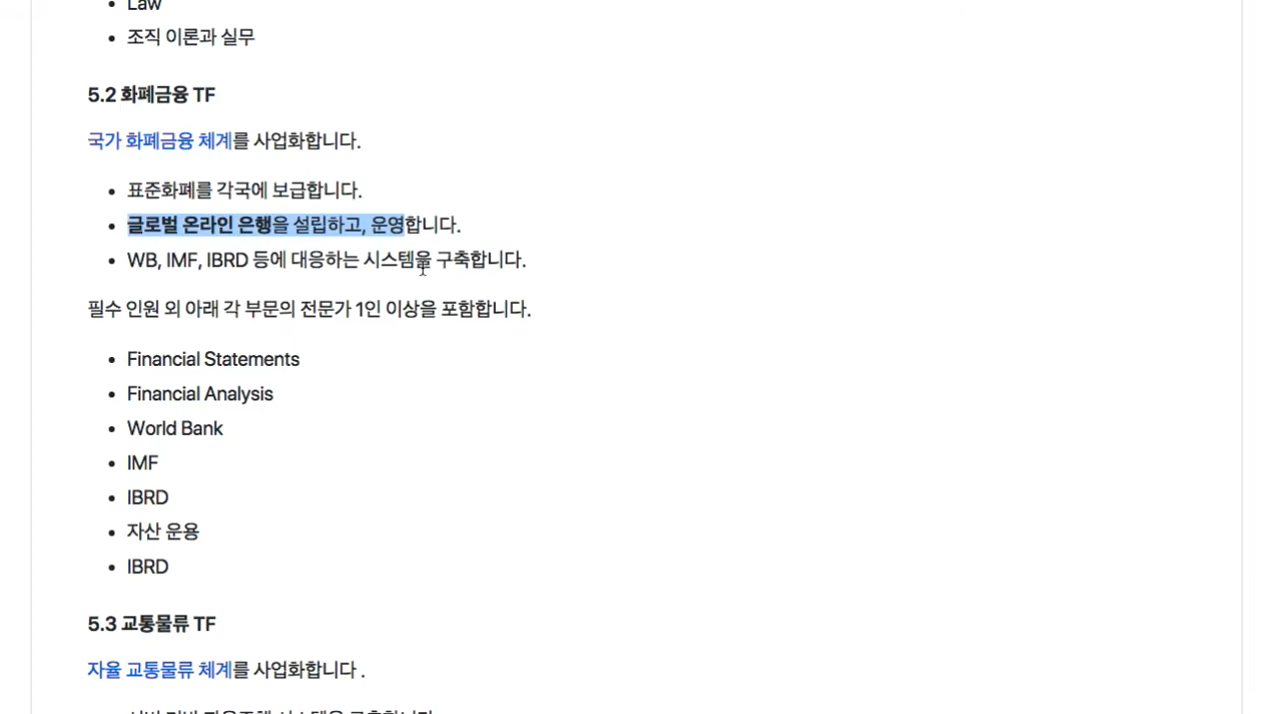 Law
조직 이론과 실무
5.2 화폐금융 TF
국가 화폐금융 체계를 사업화합니다.
표준화폐를 각국에 보급합니다.
글로벌 온라인 은행을 설립하고, 운영합니다.
WB, IMF, IBRD 등에 대응하는 시스템을 구축합니다.
필수 인원 외 아래 각 부문의 전문가 1인 이상을 포함합니다.
Financial Statements
Financial Analysis
World Bank
IMF
IBRD
자산 운용
IBRD
5.3 교통물류 TF
자율 교통물류 체계를 사업화합니다 .